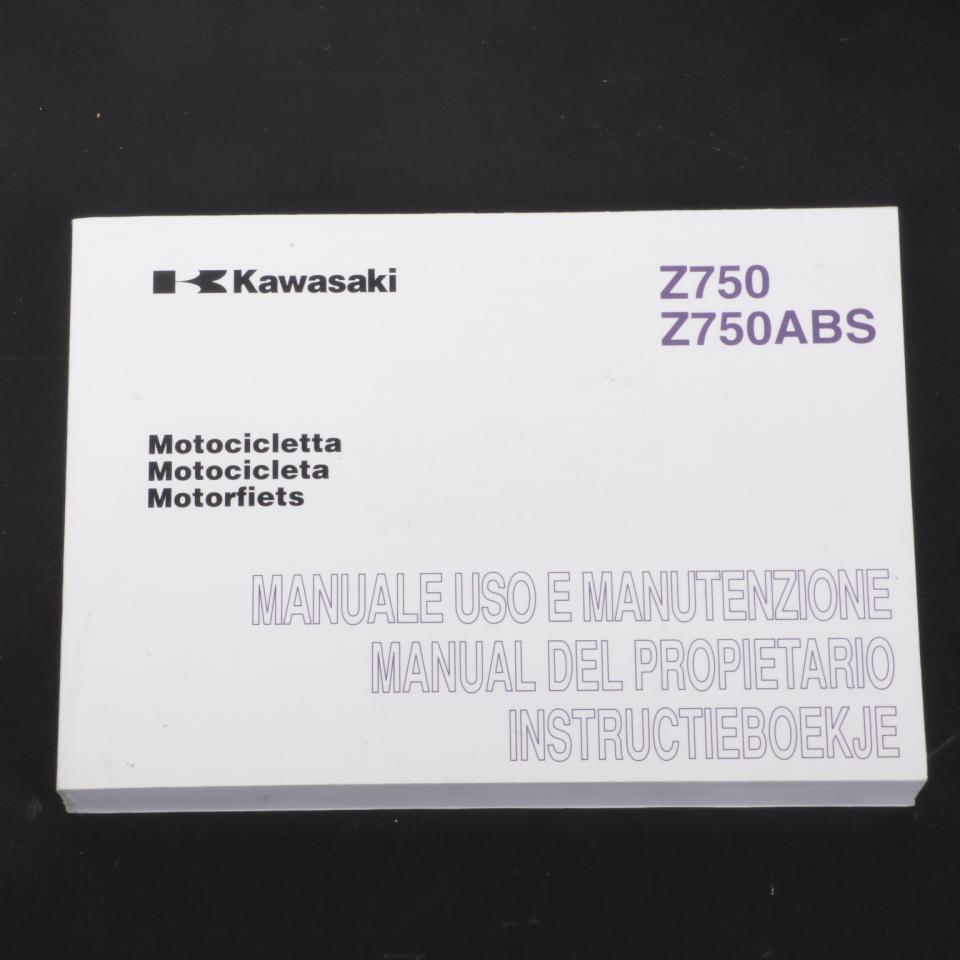 Kawasaki
Z750
Z750ABS
Motocicletta
Motocicleta
Motorfiets
MANUALE USO E MANUTENZIONE
MANUAL DEL PROPIETARIO
INSTRUCTIEBOEKJE